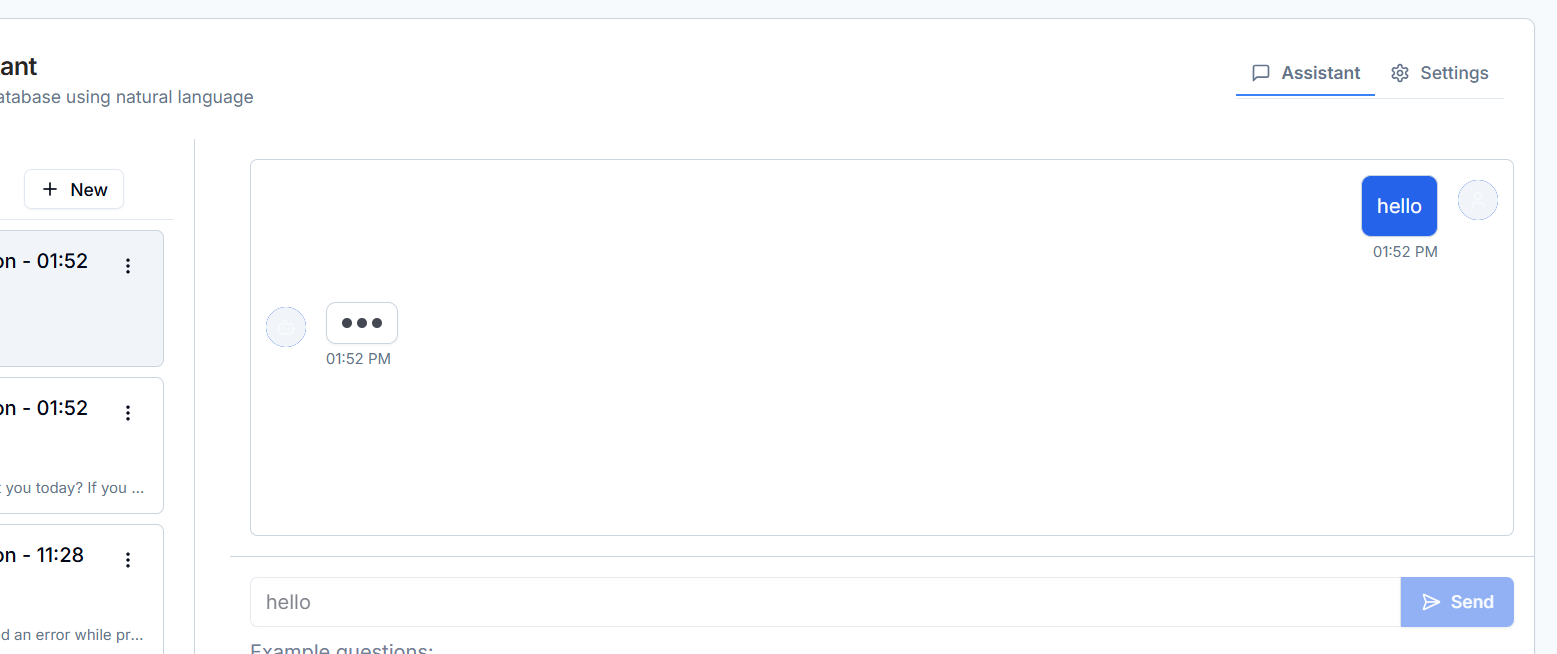 ant
atabase using natural language
Assistant
Settings
New
on - 01:52
on - 01:52
t you today? If you ...
on - 11:28
d an error while pr...
hello
01:52 PM
01:52 PM
hello
Send
Example questions: